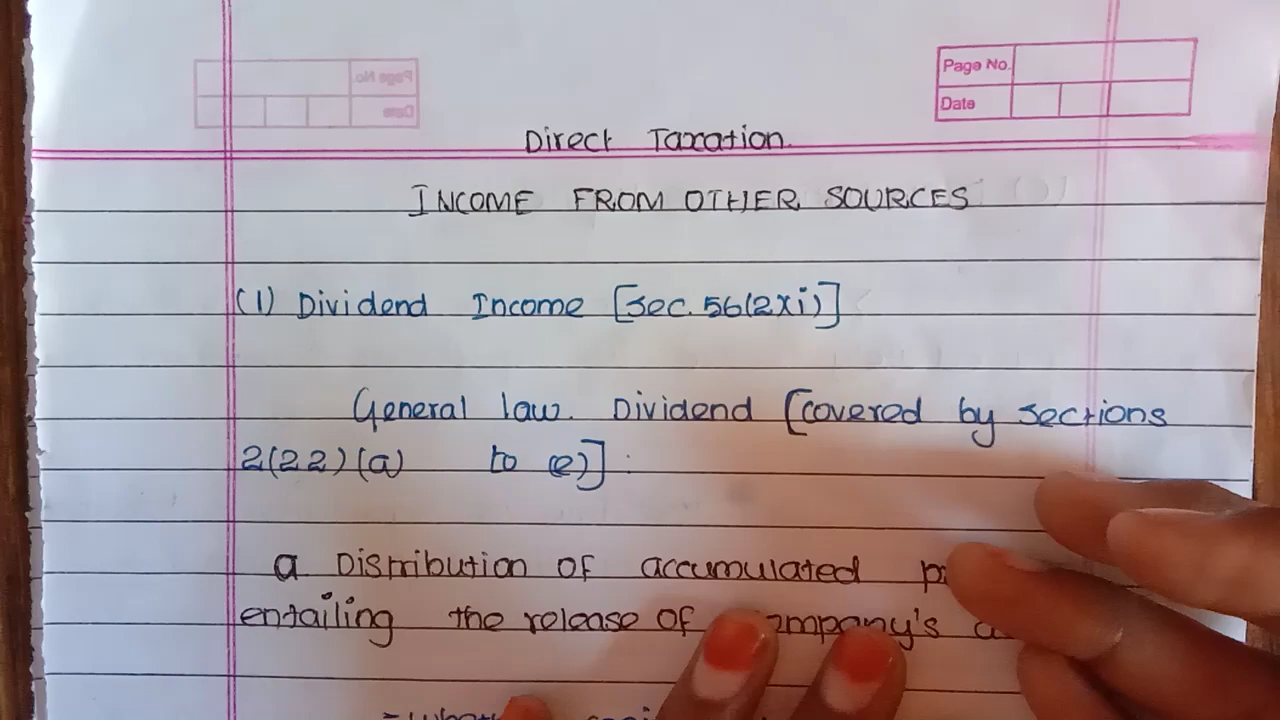 Page No.
Date
Direct Taxation.
INCOME FROM OTHER SOURCES
(1) Dividend Income [Sec. 56(2)(i)]
General law. Dividend [covered by sections
2(22)(a) to (e)]
a Distribution of accumulated
entailing the release of company's